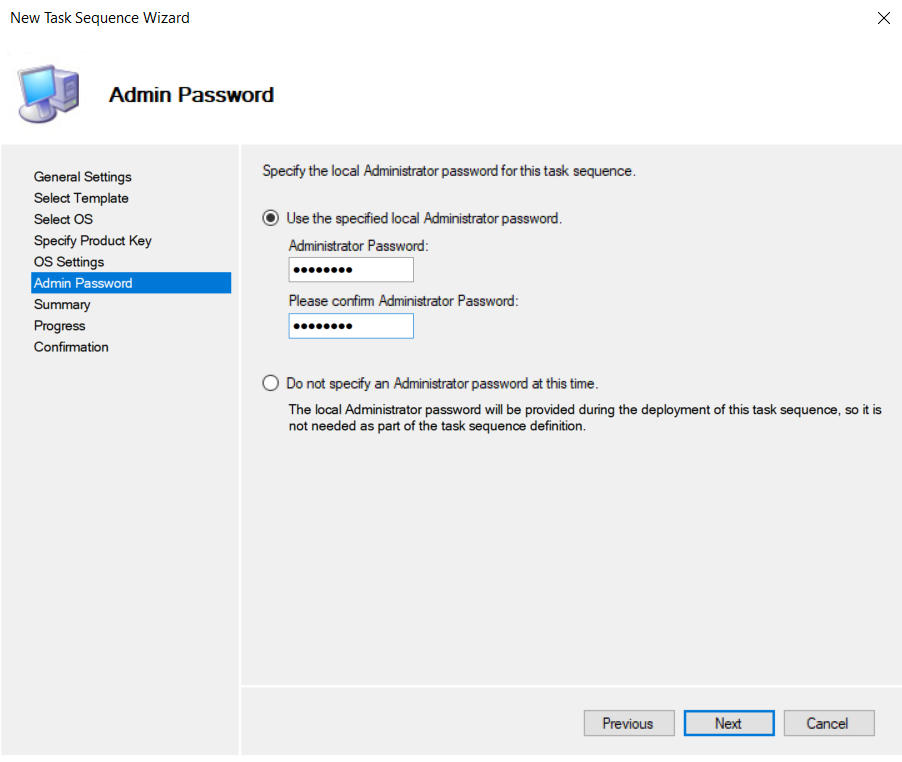 New Task Sequence Wizard
Admin Password
General Settings
Select Template
Select OS
Specify Product Key
OS Settings
Admin Password
Summary
Progress
Confirmation
Specify the local Administrator password for this task sequence.
Use the specified local Administrator password.
Administrator Password:
●●●●●●●●
Please confirm Administrator Password:
●●●●●●●●
Do not specify an Administrator password at this time.
The local Administrator password will be provided during the deployment of this task sequence, so it is
not needed as part of the task sequence definition.
Previous
Next
Cancel